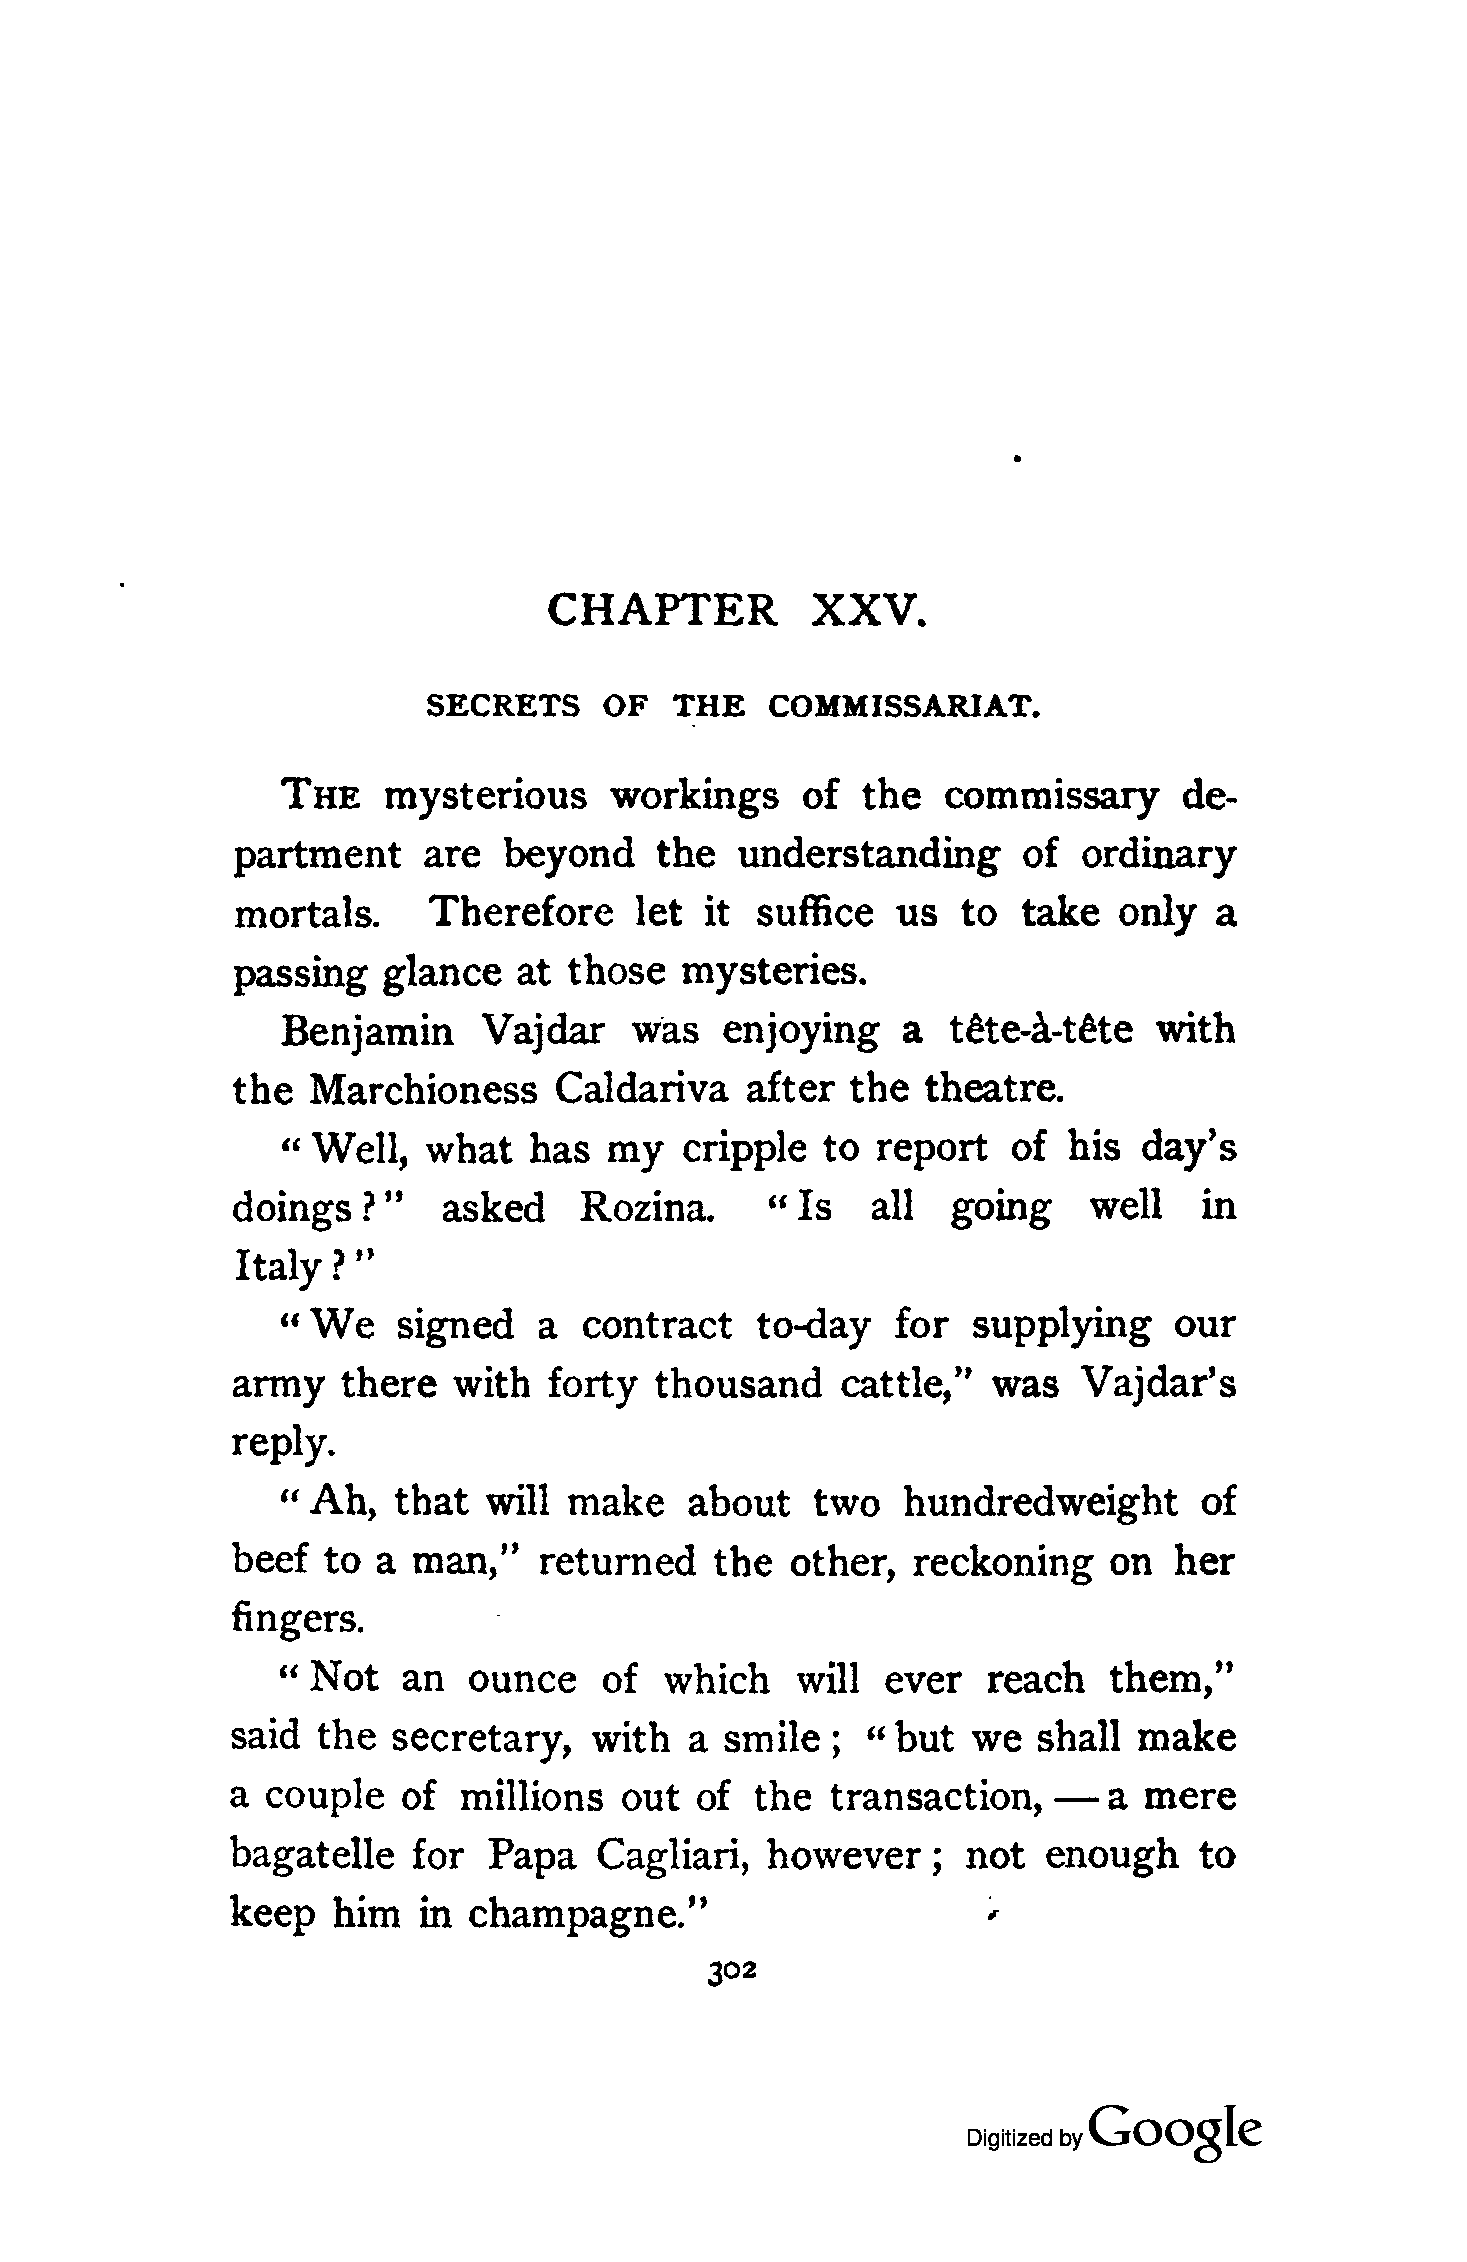 CHAPTER XXV.
SECRETS OF THE COMMISSARIAT.
THE mysterious workings of the commissary de-
partment are beyond the understanding of ordinary
mortals. Therefore let it suffice us to take only a
passing glance at those mysteries.
Benjamin Vajdar was enjoying a tête-à-tête with
the Marchioness Caldariva after the theatre.
“ Well, what has my cripple to report of his day’s
doings ? ” asked Rozina. “ Is all going well in
Italy ? ”
“ We signed a contract to-day for supplying our
army there with forty thousand cattle,” was Vajdar’s
reply.
“ Ah, that will make about two hundredweight of
beef to a man,” returned the other, reckoning on her
fingers.
“ Not an ounce of which will ever reach them,”
said the secretary, with a smile ; “ but we shall make
a couple of millions out of the transaction, — a mere
bagatelle for Papa Cagliari, however ; not enough to
keep him in champagne.”
302
Digitized by Google